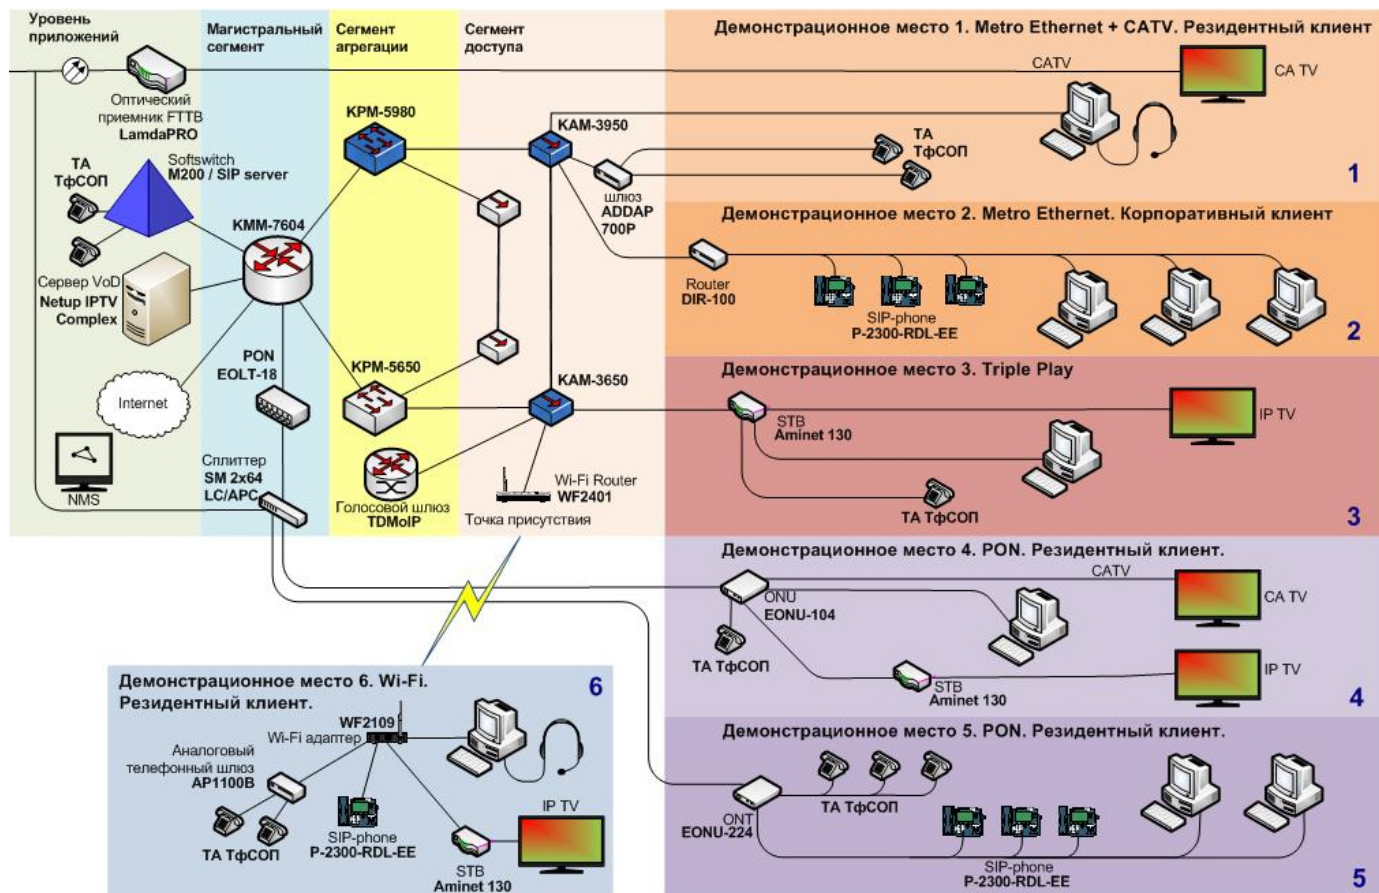 Уровень
приложений
Магистральный
сегмент
Сегмент
агрегации
Сегмент
доступа
Оптический
приемник FTTB
LamdaPRO
ТА
ТфСОП
Softswitch
M200 / SIP server
KMM-7604
Сервер VoD
Netup IPTV
Complex
Internet
NMS
PON
EOLT-18
Сплиттер
SM 2x64
LC/APC
KPM-5980
KPM-5650
Голосовой шлюз
TDMoIP
KAM-3950
шлюз
ADDAP
700P
KAM-3650
Wi-Fi Router
WF2401
Точка присутствия
Демонстрационное место 1. Metro Ethernet + CATV. Резидентный клиент
CATV
CA TV
ТА
ТфСОП
1
Демонстрационное место 2. Metro Ethernet. Корпоративный клиент
Router
DIR-100
SIP-phone
P-2300-RDL-EE
2
Демонстрационное место 3. Triple Play
STB
Aminet 130
IP TV
ТА ТфСОП
3
Демонстрационное место 4. PON. Резидентный клиент.
CATV
ONU
EONU-104
CA TV
ТА ТфСОП
STB
Aminet 130
IP TV
4
Демонстрационное место 5. PON. Резидентный клиент.
ТА ТфСОП
ONT
EONU-224
SIP-phone
P-2300-RDL-EE
5
Демонстрационное место 6. Wi-Fi.
Резидентный клиент.
6
WF2109
Wi-Fi адаптер
Аналоговый
телефонный шлюз
AP1100B
ТА ТфСОП
SIP-phone
P-2300-RDL-EE
IP TV
STB
Aminet 130